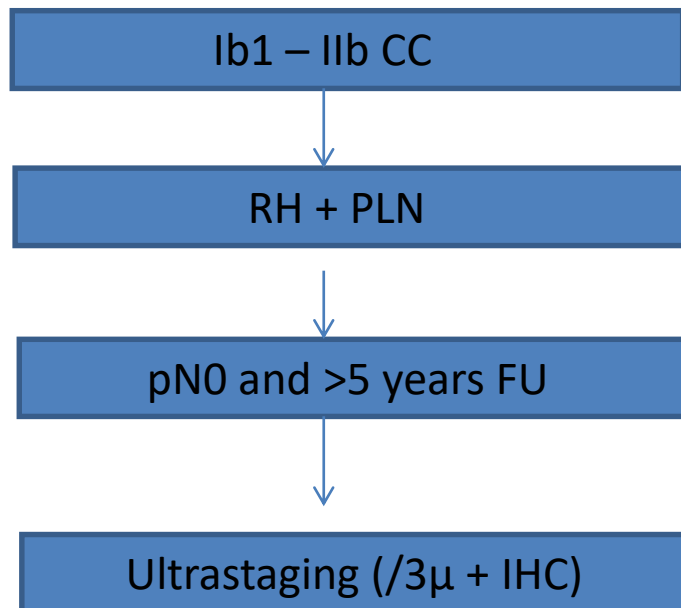 Ib1 – IIb CC
RH + PLN
pN0 and >5 years FU
Ultrastaging (/3µ + IHC)